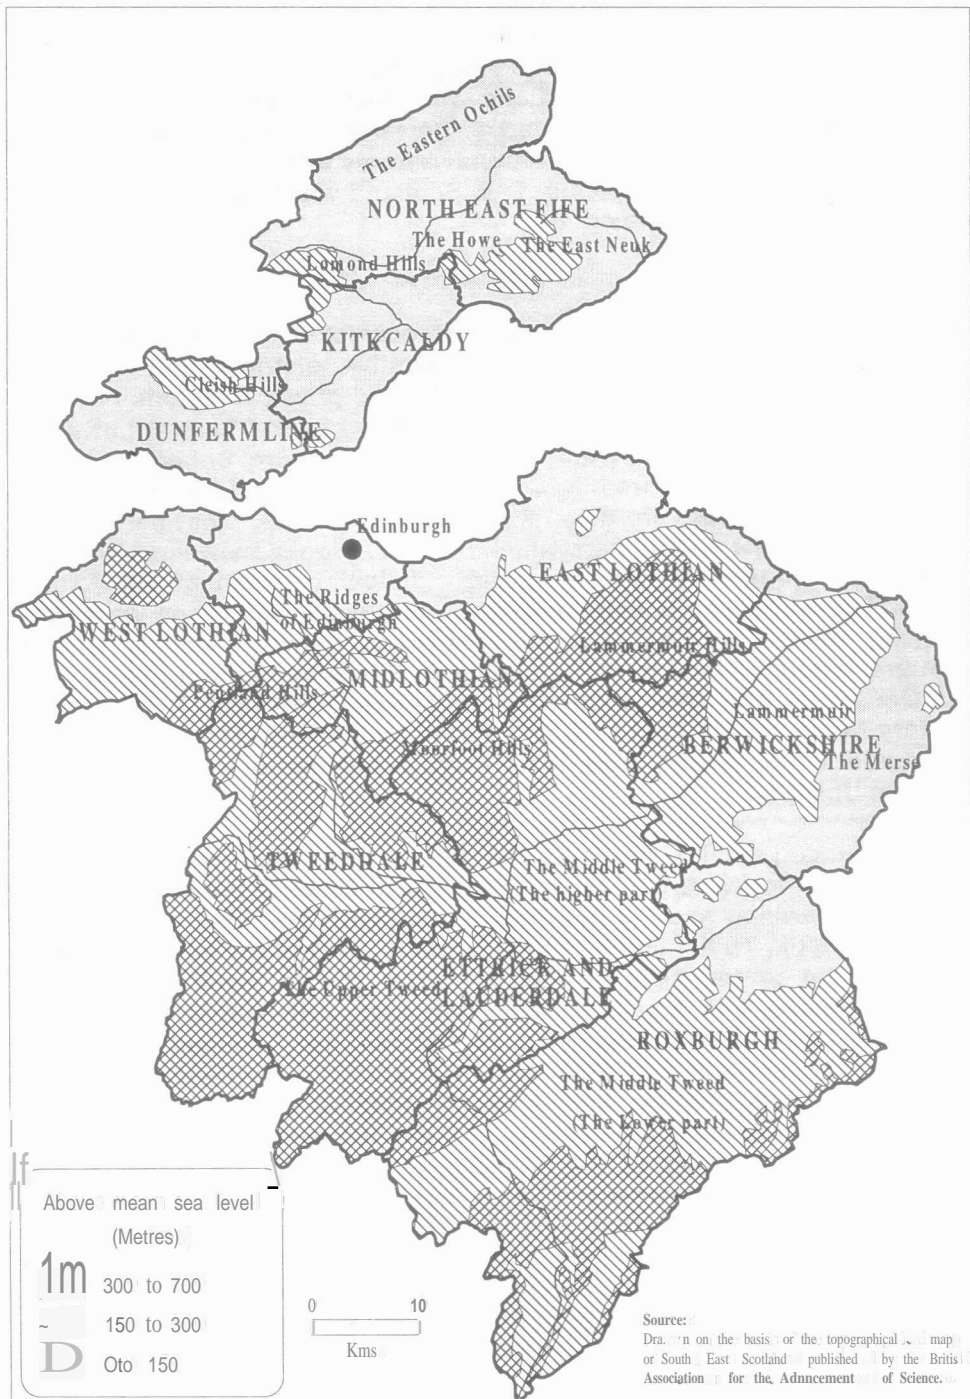 The Eastern Ochils
NORTH EAST FIFE
The Howe
The East Neuk
Lomond Hills
KITKCALDY
Cleish Hills
DUNFERMLINE
Edinburgh
EAST LOTHIAN
The Ridges
of Edinburgh
WEST LOTHIAN
Lammermuir Hills
MIDLOTHIAN
Pentland Hills
Lammermuir
BERWICKSHIRE
Moorfoot Hills
The Merse
TWEEDDALE
The Middle Tweed
(The higher part)
ETTRICK AND
LAUDERDALE
The Upper Tweed
ROXBURGH
The Middle Tweed
(The Lower part)
Above mean sea level
(Metres)
1m 300 to 700
~ 150 to 300
D Oto 150
0 10
Kms
Source:
on the basis or the topographical map
or South East Scotland published by the Britis
Association for the Adnncement of Science.